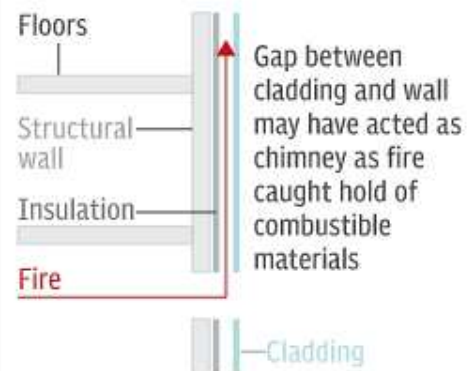 Floors
Structural
wall
Insulation
Fire
Gap between
cladding and wall
may have acted as
chimney as fire
caught hold of
combustible
materials
Cladding